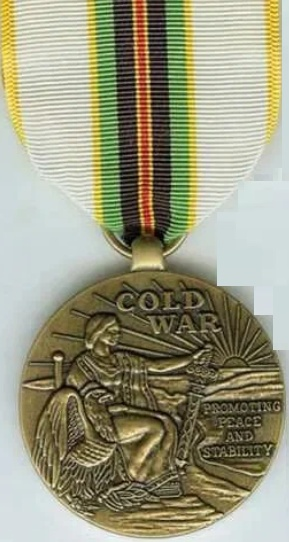 COLD
WAR
PROMOTING
PEACE
AND
STABILITY